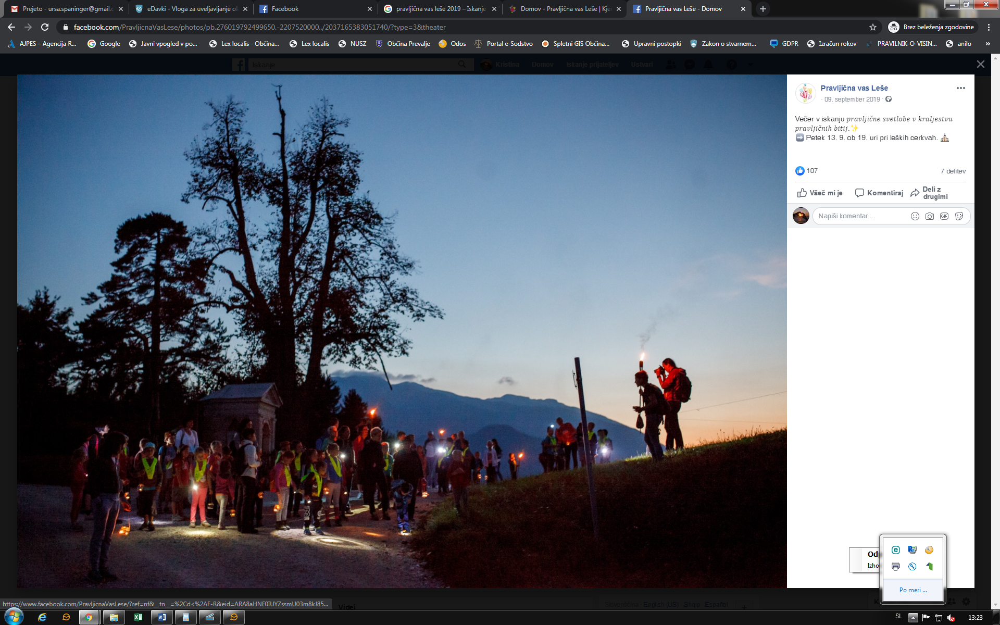 Prejeto - ursa.spaninger@gmail.c
eDavki - Vloga za uveljavljanje ol
Facebook
pravljična vas leše 2019 – Iskanje
Domov - Pravljična vas Leše | Kje
Pravljična vas Leše - Domov
facebook.com/PravljicnaVasLese/photos/pb.276019792499650.-2207520000../2037165383051740/?type=3&theater
Brez beleženja zgodovine
AJPES – Agencija R...
Google
Javni vpogled v po...
Lex localis - Občina...
Lex localis
NUSZ
Občina Prevalje
Odos
Portal e-Sodstvo
Spletni GIS Občina...
Upravni postopki
Zakon o stvarnem...
GDPR
Izračun rokov
PRAVILNIK-O-VISIN...
anilo
»
Iskanje
Kristina
Domov
Iskanje prijateljev
Ustvari
Pravljična vas Leše
· 09. september 2019 ·
Večer v iskanju pravljične svetlobe v kraljestvu
pravljičnih bitij.✨
➡ Petek 13. 9. ob 19. uri pri leških cerkvah. ⛪
107
7 delitev
Všeč mi je
Komentiraj
Deli z
drugimi
Napiši komentar ...
GIF
3
Izho
Po meri ...
https://www.facebook.com/PravljicnaVasLese/?ref=nf&__tn__=%2Cd<%2AF-R&eid=ARA8aHNF0IUYZssmU03m8kJ85...
Videi
Slovenščina
English (US)
Shqip
Español
SL
13:23